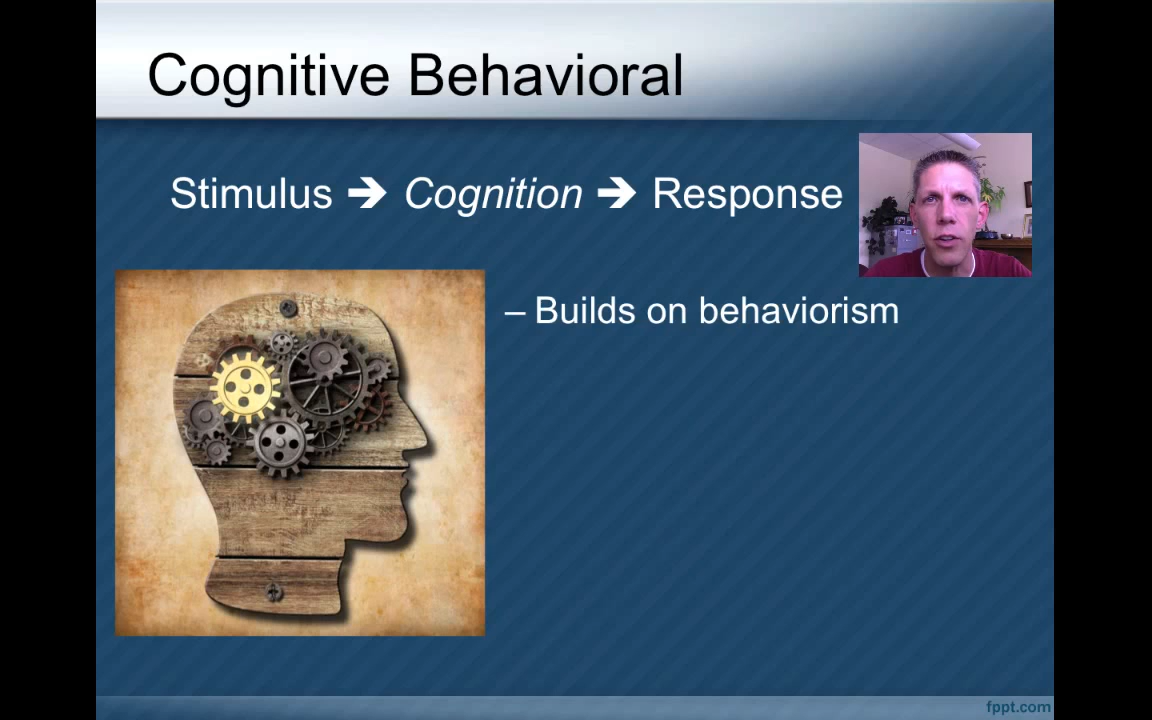 Cognitive Behavioral
Stimulus ➔ Cognition ➔ Response
– Builds on behaviorism
fppt.com